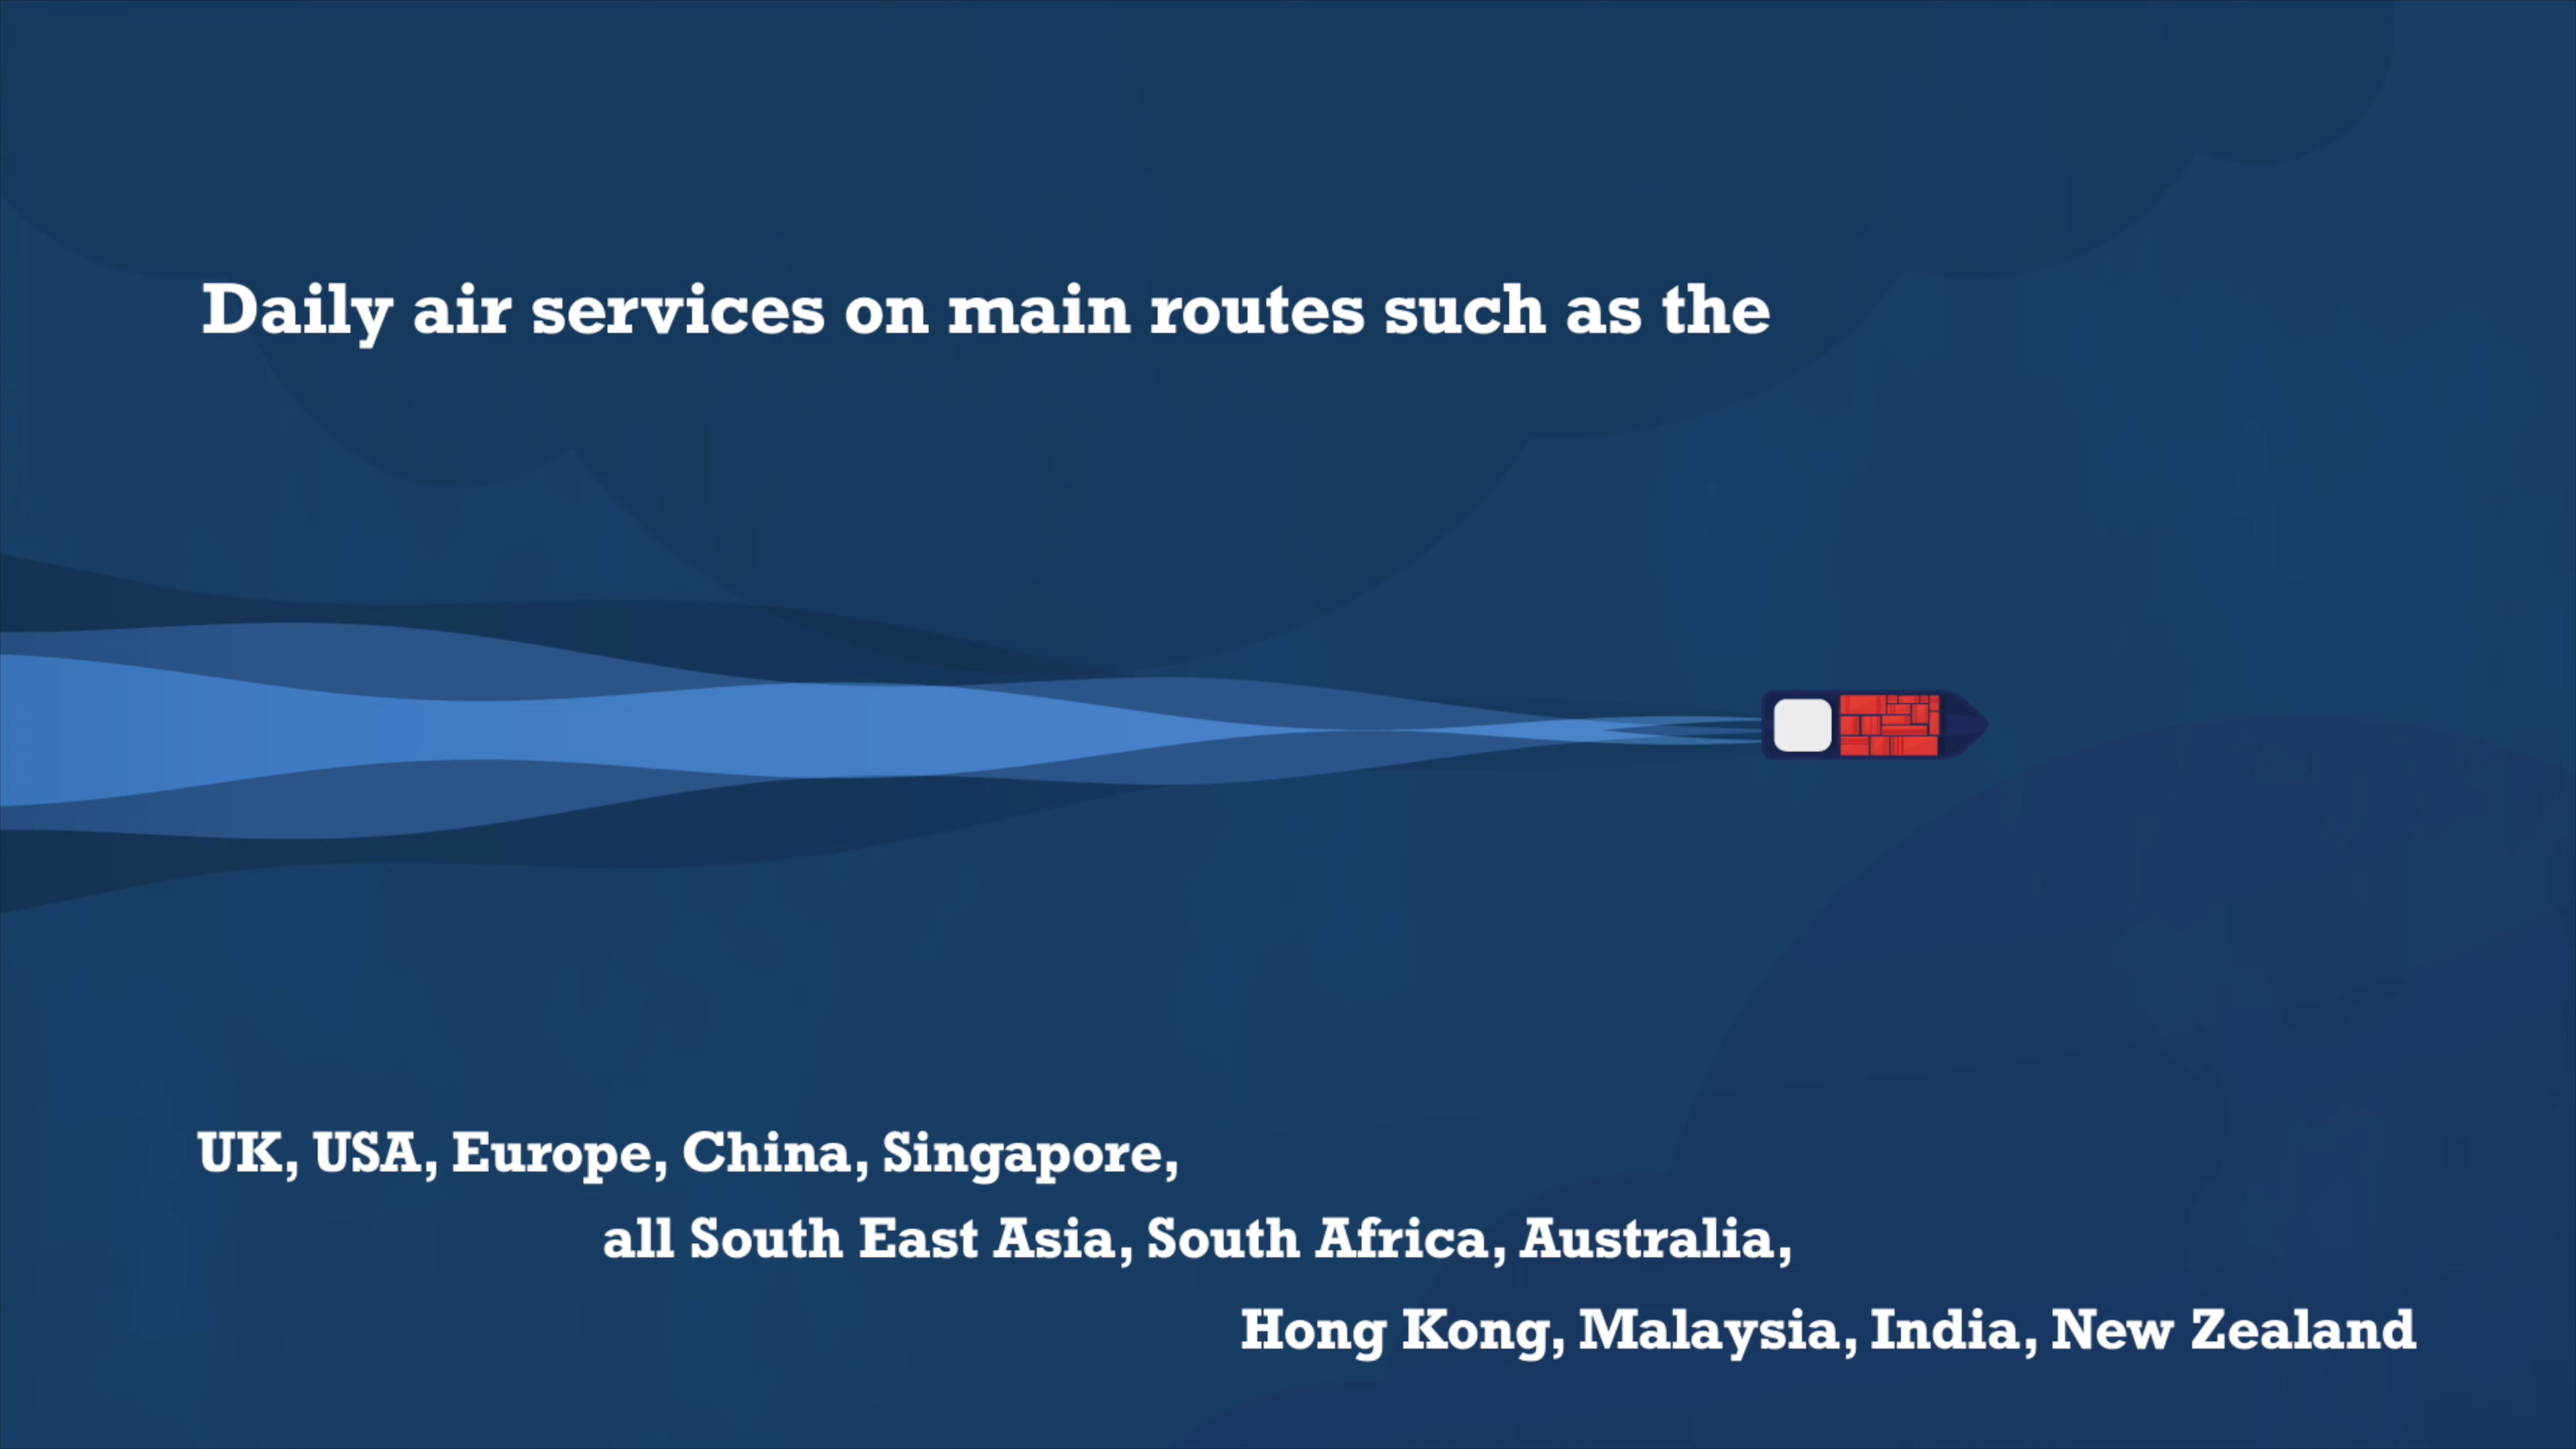 Daily air services on main routes such as the
UK, USA, Europe, China, Singapore,
all South East Asia, South Africa, Australia,
Hong Kong, Malaysia, India, New Zealand